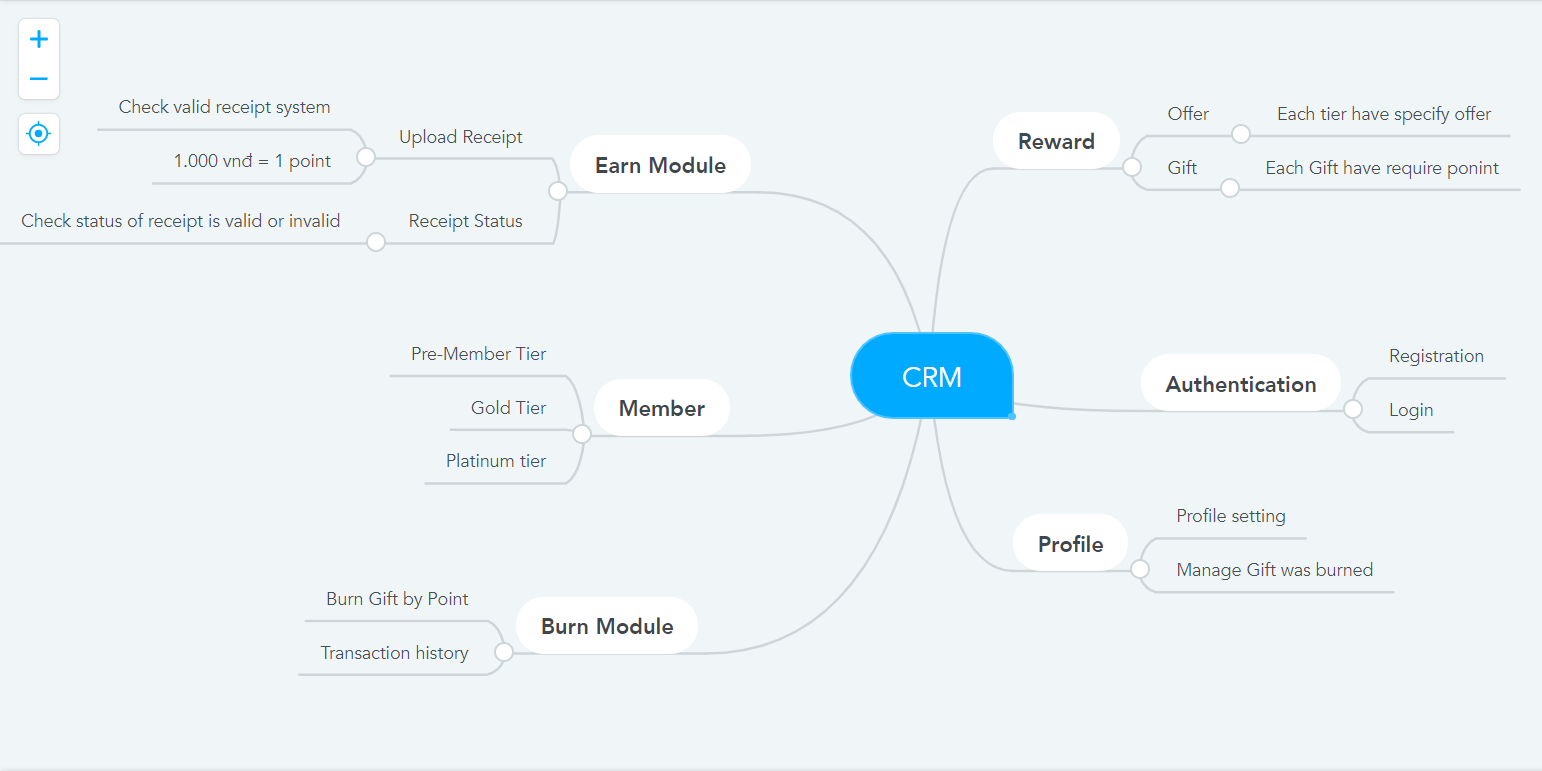 CRM
Earn Module
Upload Receipt
Check valid receipt system
1.000 vnđ = 1 point
Receipt Status
Check status of receipt is valid or invalid
Member
Pre-Member Tier
Gold Tier
Platinum tier
Burn Module
Burn Gift by Point
Transaction history
Reward
Offer
Each tier have specify offer
Gift
Each Gift have require ponint
Authentication
Registration
Login
Profile
Profile setting
Manage Gift was burned